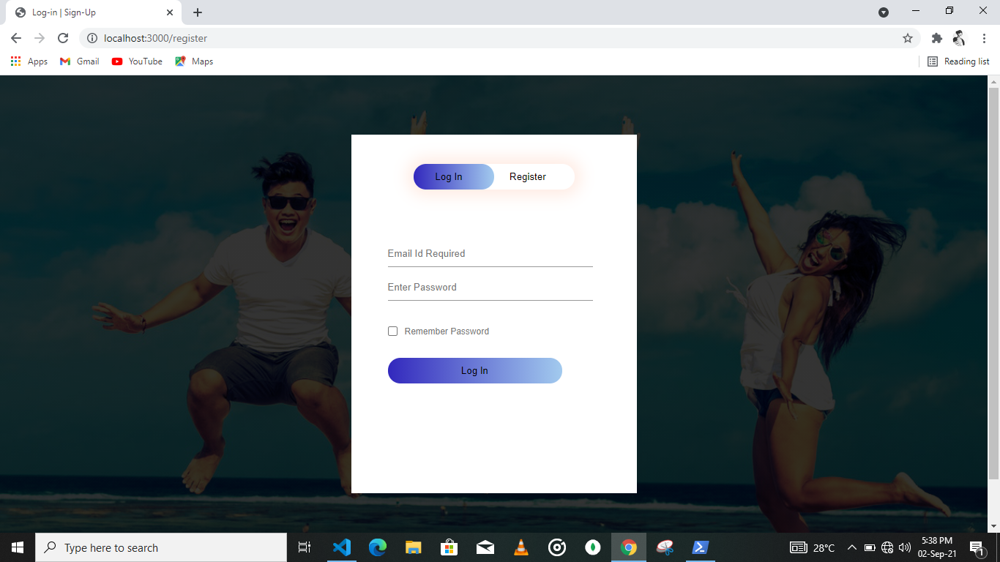 Log-in | Sign-Up
localhost:3000/register
Apps Gmail YouTube Maps Reading list
Log In Register
Email Id Required
Enter Password
Remember Password
Log In
Type here to search
28°C
5:38 PM
02-Sep-21
1